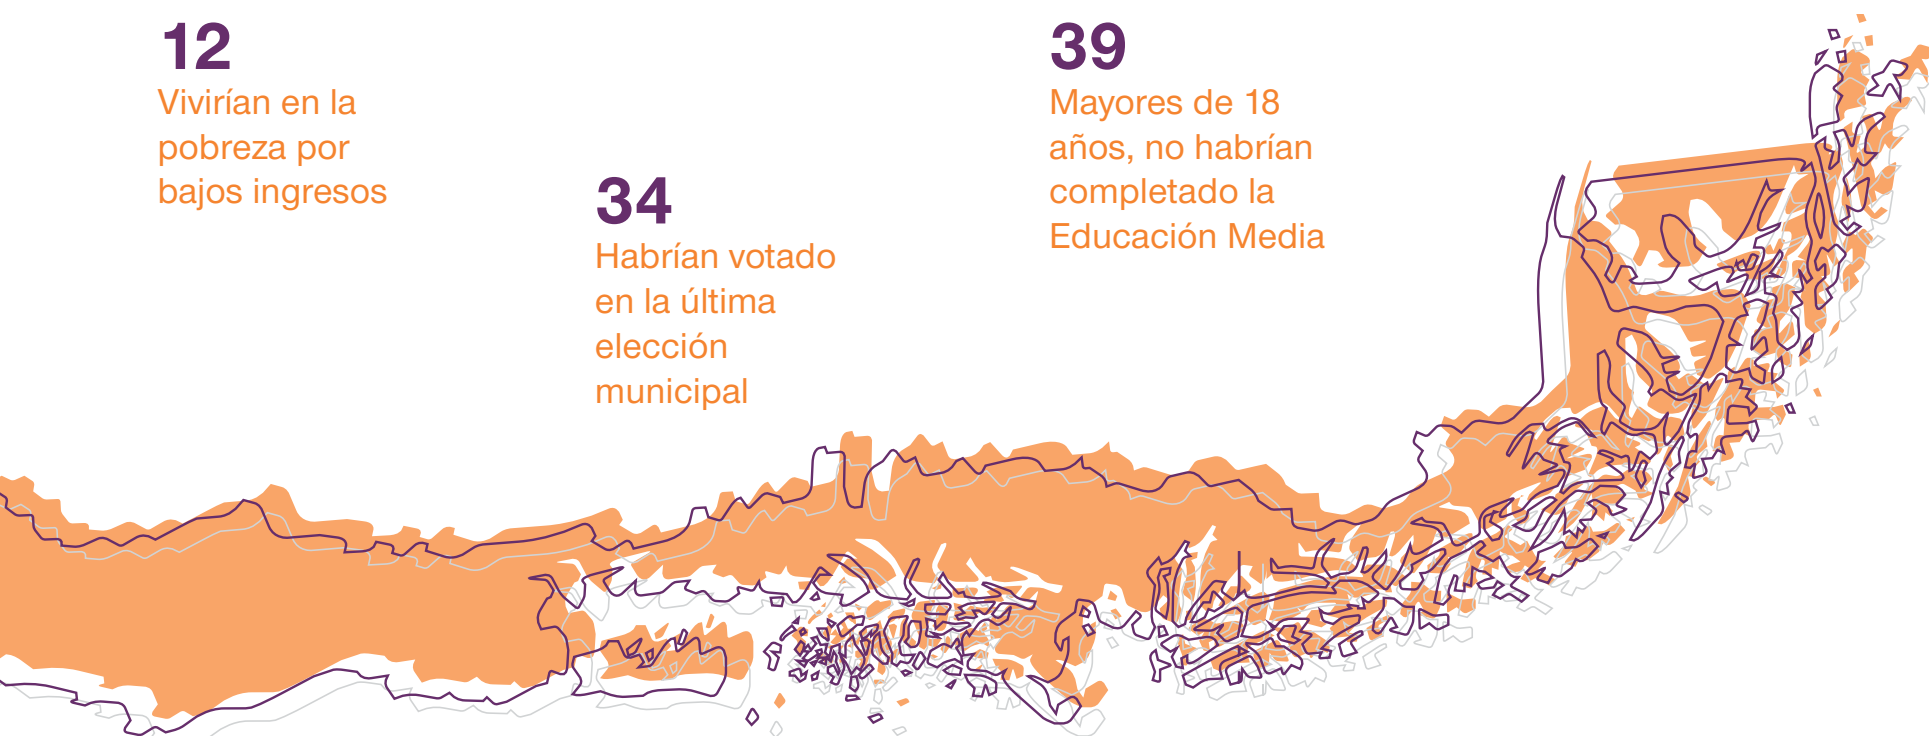 12
Vivirían en la
pobreza por
bajos ingresos
34
Habrían votado
en la última
elección
municipal
39
Mayores de 18
años, no habrían
completado la
Educación Media